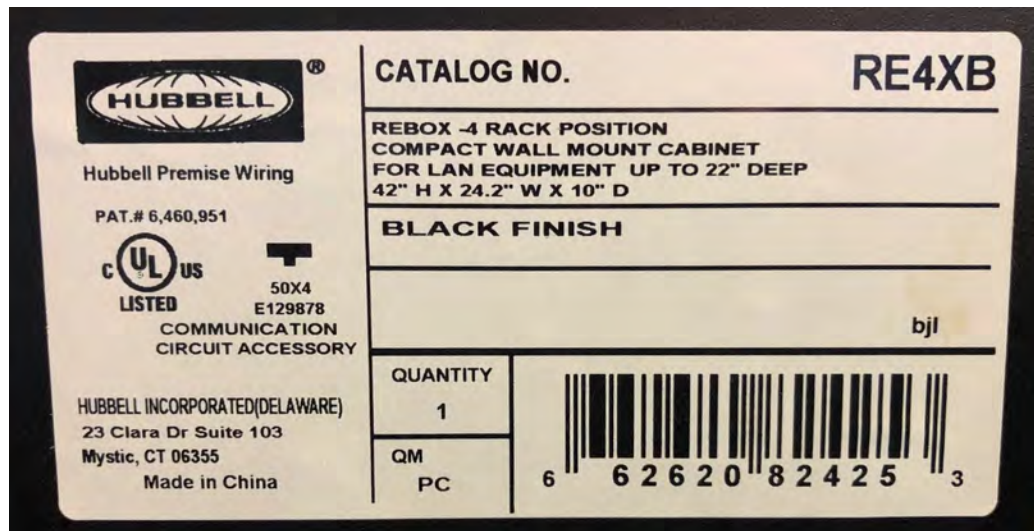 HUBBELL ®
Hubbell Premise Wiring
PAT.# 6,460,951
C UL US
LISTED
50X4
E129878
COMMUNICATION
CIRCUIT ACCESSORY
HUBBELL INCORPORATED(DELAWARE)
23 Clara Dr Suite 103
Mystic, CT 06355
Made in China
CATALOG NO. RE4XB
REBOX -4 RACK POSITION
COMPACT WALL MOUNT CABINET
FOR LAN EQUIPMENT UP TO 22" DEEP
42" H X 24.2" W X 10" D
BLACK FINISH
bjl
QUANTITY
1
QM
PC
6 62620 82425 3